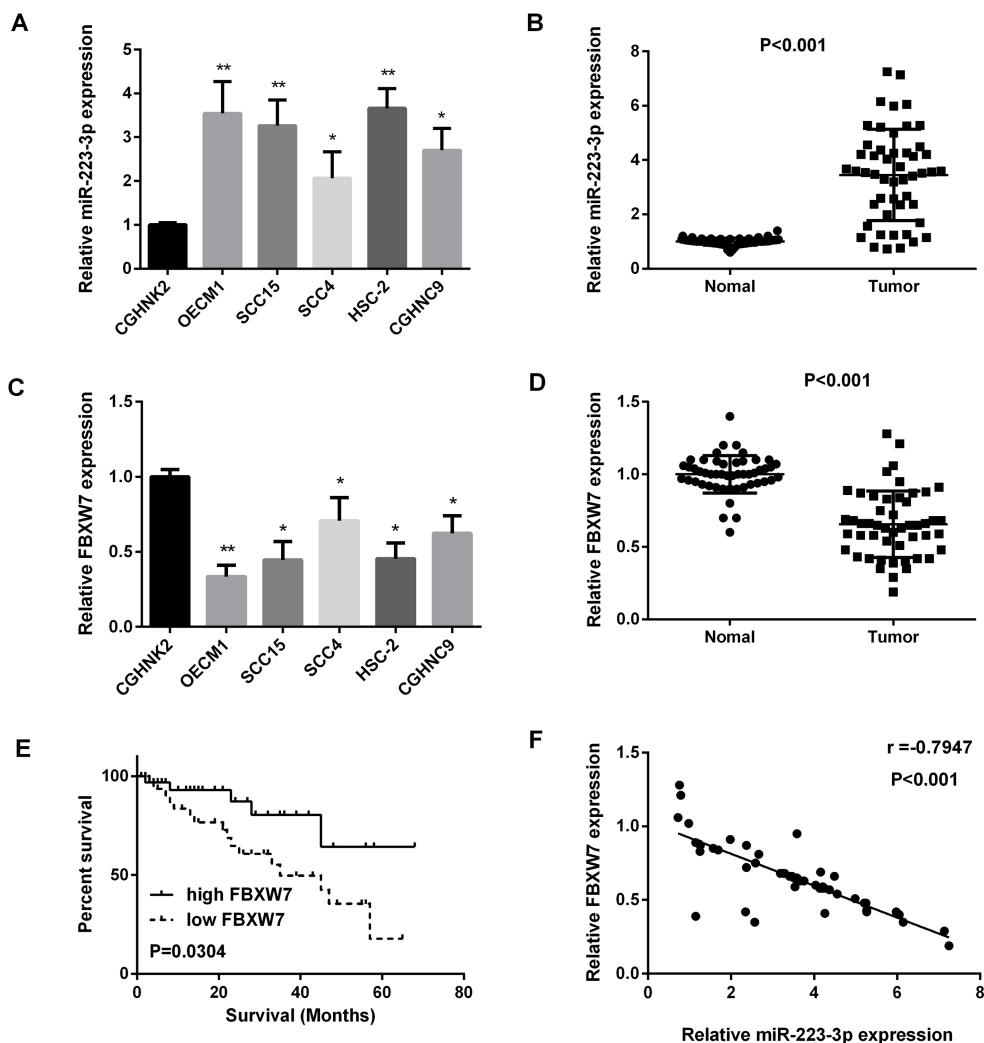 A
Relative miR-223-3p expression
5
4
3
2
1
0
**
**
*
**
*
CGHNK2
OECM1
SCC15
SCC4
HSC-2
CGHNC9
B
P<0.001
Relative miR-223-3p expression
8
6
4
2
0
Nomal
Tumor
C
Relative FBXW7 expression
1.5
1.0
0.5
0.0
**
*
*
*
*
CGHNK2
OECM1
SCC15
SCC4
HSC-2
CGHNC9
D
P<0.001
Relative FBXW7 expression
1.5
1.0
0.5
0.0
Nomal
Tumor
E
Percent survival
100
50
0
high FBXW7
low FBXW7
P=0.0304
0 20 40 60 80
Survival (Months)
F
r =-0.7947
P<0.001
Relative FBXW7 expression
1.5
1.0
0.5
0.0
0 2 4 6 8
Relative miR-223-3p expression